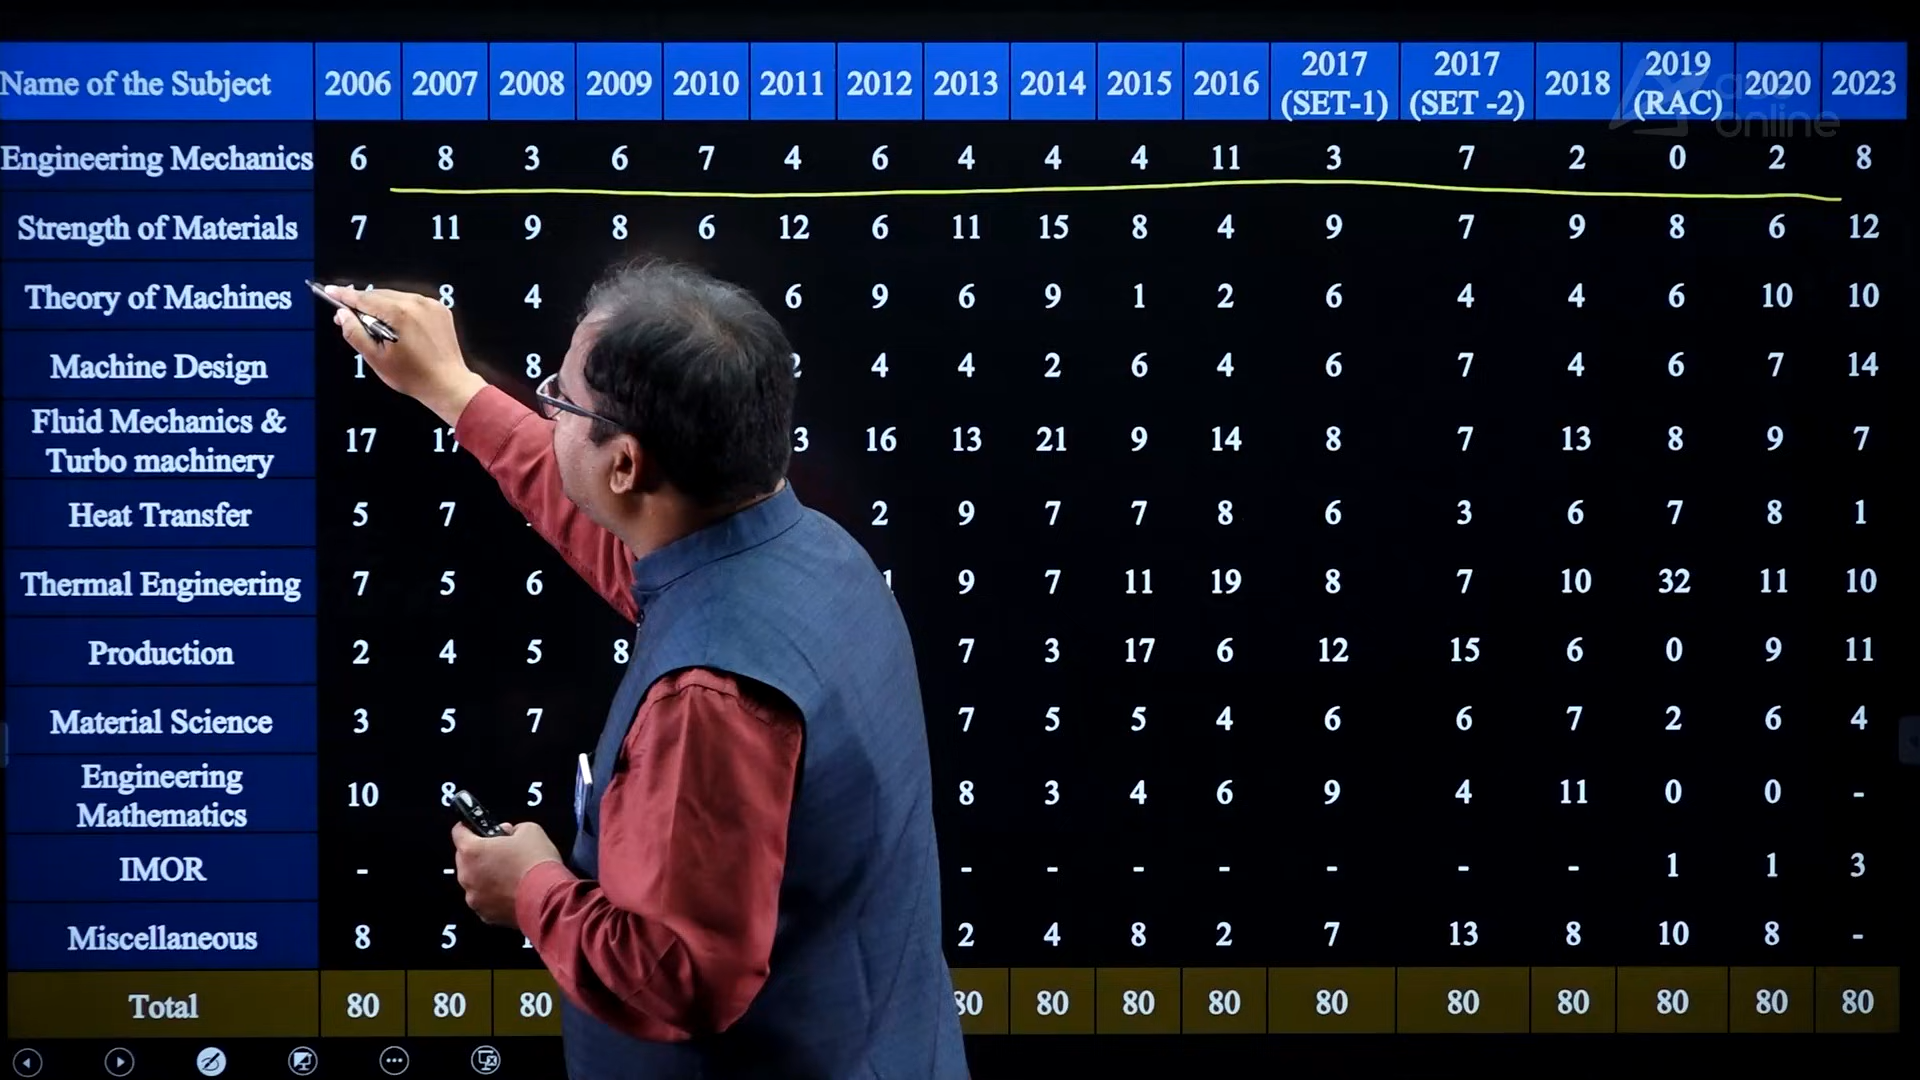 Name of the Subject 2006 2007 2008 2009 2010 2011 2012 2013 2014 2015 2016 2017 (SET-1) 2017 (SET -2) 2018 2019 (RAC) 2020 2023
online
Engineering Mechanics 6 8 3 6 7 4 6 4 4 4 11 3 7 2 0 2 8
Strength of Materials 7 11 9 8 6 12 6 11 15 8 4 9 7 9 8 6 12
Theory of Machines 8 4 6 9 6 9 1 2 6 4 4 6 10 10
Machine Design 8 4 4 2 6 4 6 7 4 6 7 14
Fluid Mechanics &
Turbo machinery 17 17 16 13 21 9 14 8 7 13 8 9 7
Heat Transfer 5 7 2 9 7 7 8 6 3 6 7 8 1
Thermal Engineering 7 5 6 9 7 11 19 8 7 10 32 11 10
Production 2 4 5 8 7 3 17 6 12 15 6 0 9 11
Material Science 3 5 7 7 5 5 4 6 6 7 2 6 4
Engineering
Mathematics 10 8 5 8 3 4 6 9 4 11 0 0 -
IMOR - - - - - - - - - 1 1 3
Miscellaneous 8 5 2 4 8 2 7 13 8 10 8 -
Total 80 80 80 80 80 80 80 80 80 80 80 80 80